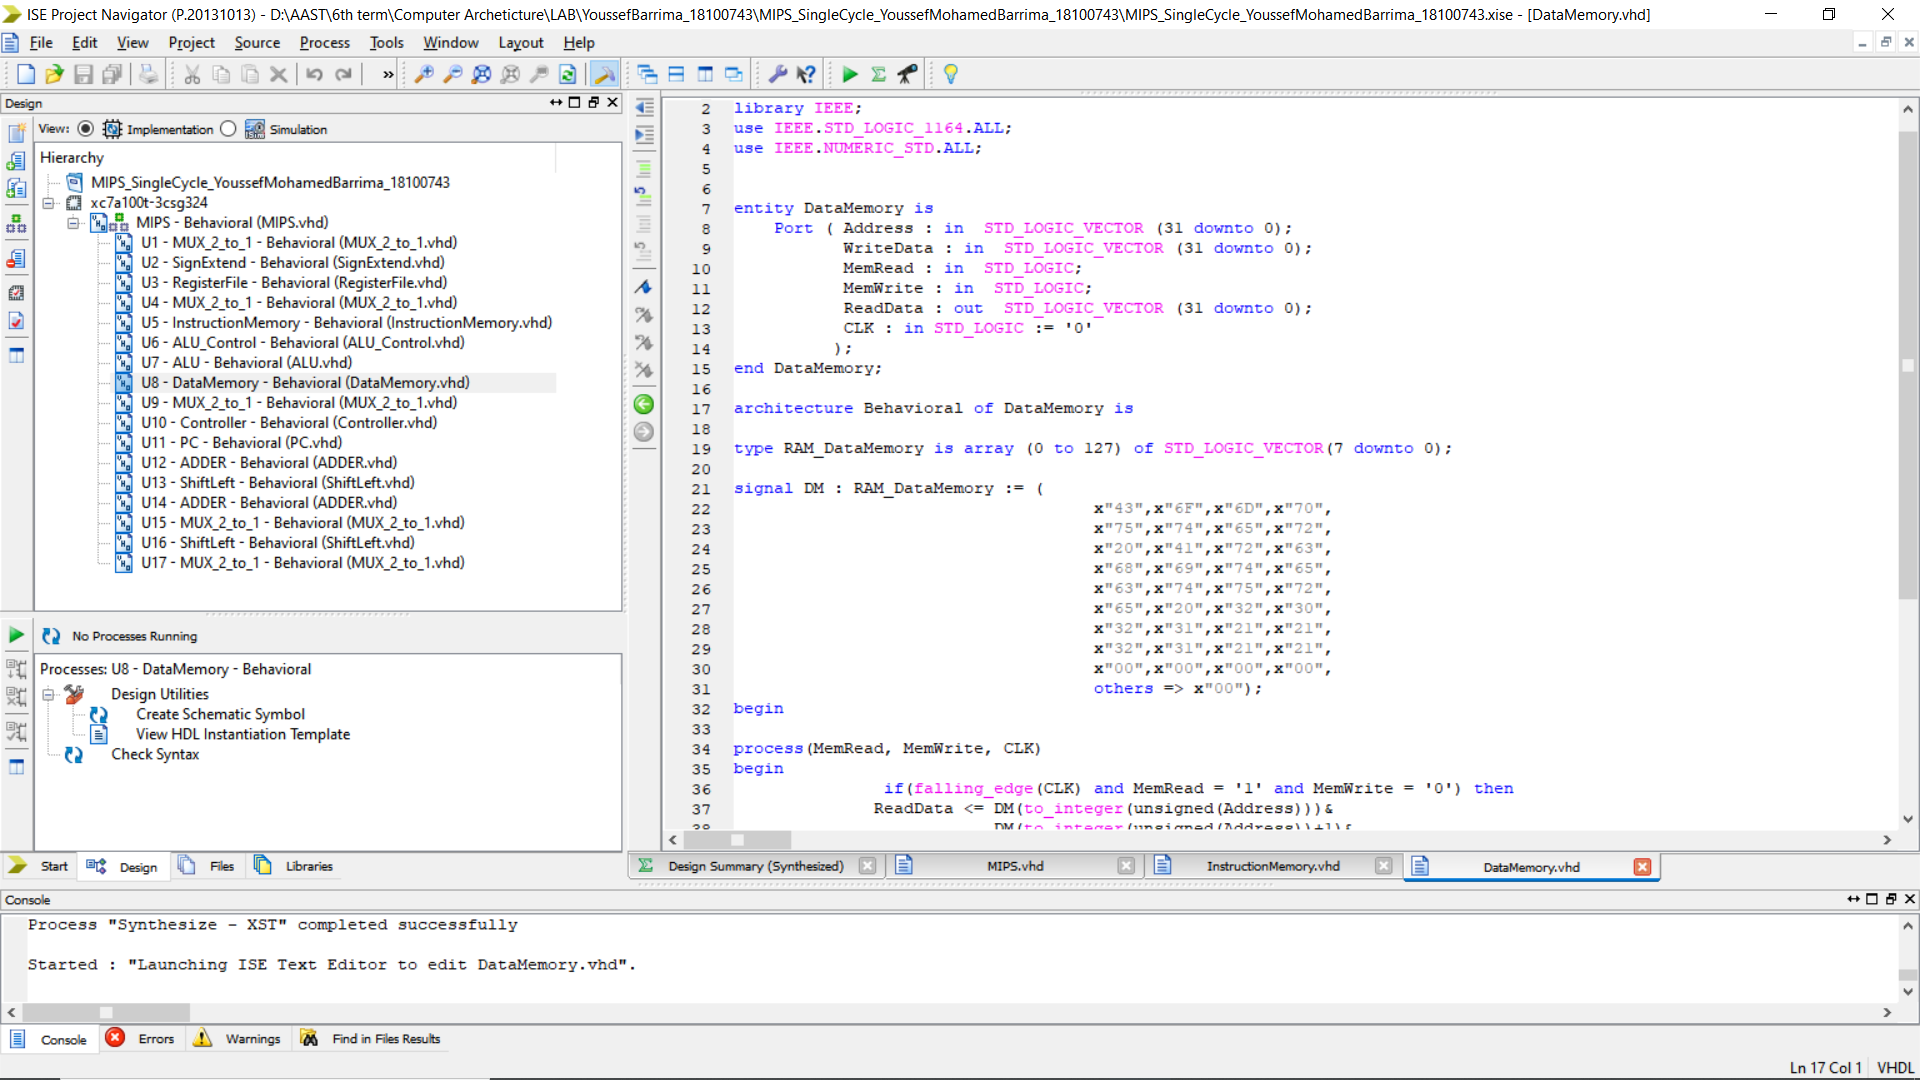 ISE Project Navigator (P.20131013) - D:\AAST\6th term\Computer Archeticture\LAB\YoussefBarrima_18100743\MIPS_SingleCycle_YoussefMohamedBarrima_18100743\MIPS_SingleCycle_YoussefMohamedBarrima_18100743.xise - [DataMemory.vhd]
File Edit View Project Source Process Tools Window Layout Help
Design
View: Implementation Simulation
Hierarchy
MIPS_SingleCycle_YoussefMohamedBarrima_18100743
xc7a100t-3csg324
MIPS - Behavioral (MIPS.vhd)
U1 - MUX_2_to_1 - Behavioral (MUX_2_to_1.vhd)
U2 - SignExtend - Behavioral (SignExtend.vhd)
U3 - RegisterFile - Behavioral (RegisterFile.vhd)
U4 - MUX_2_to_1 - Behavioral (MUX_2_to_1.vhd)
U5 - InstructionMemory - Behavioral (InstructionMemory.vhd)
U6 - ALU_Control - Behavioral (ALU_Control.vhd)
U7 - ALU - Behavioral (ALU.vhd)
U8 - DataMemory - Behavioral (DataMemory.vhd)
U9 - MUX_2_to_1 - Behavioral (MUX_2_to_1.vhd)
U10 - Controller - Behavioral (Controller.vhd)
U11 - PC - Behavioral (PC.vhd)
U12 - ADDER - Behavioral (ADDER.vhd)
U13 - ShiftLeft - Behavioral (ShiftLeft.vhd)
U14 - ADDER - Behavioral (ADDER.vhd)
U15 - MUX_2_to_1 - Behavioral (MUX_2_to_1.vhd)
U16 - ShiftLeft - Behavioral (ShiftLeft.vhd)
U17 - MUX_2_to_1 - Behavioral (MUX_2_to_1.vhd)
No Processes Running
Processes: U8 - DataMemory - Behavioral
Design Utilities
Create Schematic Symbol
View HDL Instantiation Template
Check Syntax
Start Design Files Libraries
2 library IEEE;
3 use IEEE.STD_LOGIC_1164.ALL;
4 use IEEE.NUMERIC_STD.ALL;
5
6
7 entity DataMemory is
8 Port ( Address : in STD_LOGIC_VECTOR (31 downto 0);
9 WriteData : in STD_LOGIC_VECTOR (31 downto 0);
10 MemRead : in STD_LOGIC;
11 MemWrite : in STD_LOGIC;
12 ReadData : out STD_LOGIC_VECTOR (31 downto 0);
13 CLK : in STD_LOGIC := '0'
14 );
15 end DataMemory;
16
17 architecture Behavioral of DataMemory is
18
19 type RAM_DataMemory is array (0 to 127) of STD_LOGIC_VECTOR(7 downto 0);
20
21 signal DM : RAM_DataMemory := (
22 x"43",x"6F",x"6D",x"70",
23 x"75",x"74",x"65",x"72",
24 x"20",x"41",x"72",x"63",
25 x"68",x"69",x"74",x"65",
26 x"63",x"74",x"75",x"72",
27 x"65",x"20",x"32",x"30",
28 x"32",x"31",x"21",x"21",
29 x"32",x"31",x"21",x"21",
30 x"00",x"00",x"00",x"00",
31 others => x"00");
32 begin
33
34 process(MemRead, MemWrite, CLK)
35 begin
36 if(falling_edge(CLK) and MemRead = '1' and MemWrite = '0') then
37 ReadData <= DM(to_integer(unsigned(Address)))&
38 DM(to_integer(unsigned(Address))+1)&
Design Summary (Synthesized) MIPS.vhd InstructionMemory.vhd DataMemory.vhd
Console
Process "Synthesize - XST" completed successfully
Started : "Launching ISE Text Editor to edit DataMemory.vhd".
Console Errors Warnings Find in Files Results
Ln 17 Col 1 VHDL